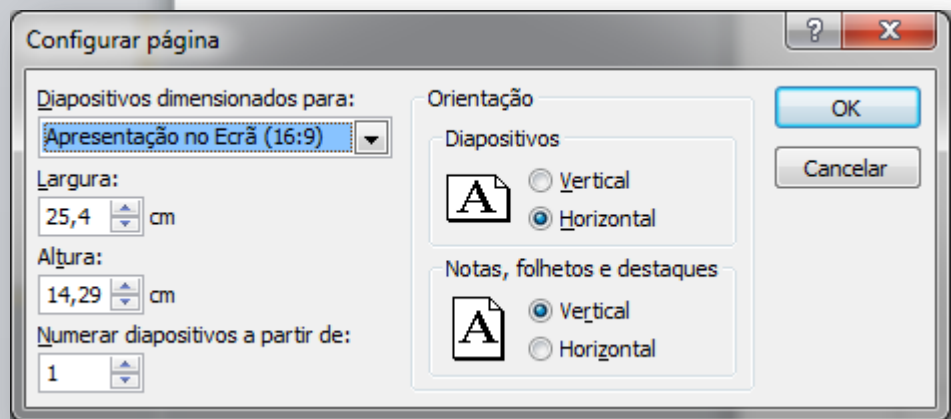 Configurar página
Diapositivos dimensionados para:
Apresentação no Ecrã (16:9)
Largura:
25,4 cm
Altura:
14,29 cm
Numerar diapositivos a partir de:
1
Orientação
Diapositivos
A
Vertical
Horizontal
Notas, folhetos e destaques
A
Vertical
Horizontal
OK
Cancelar